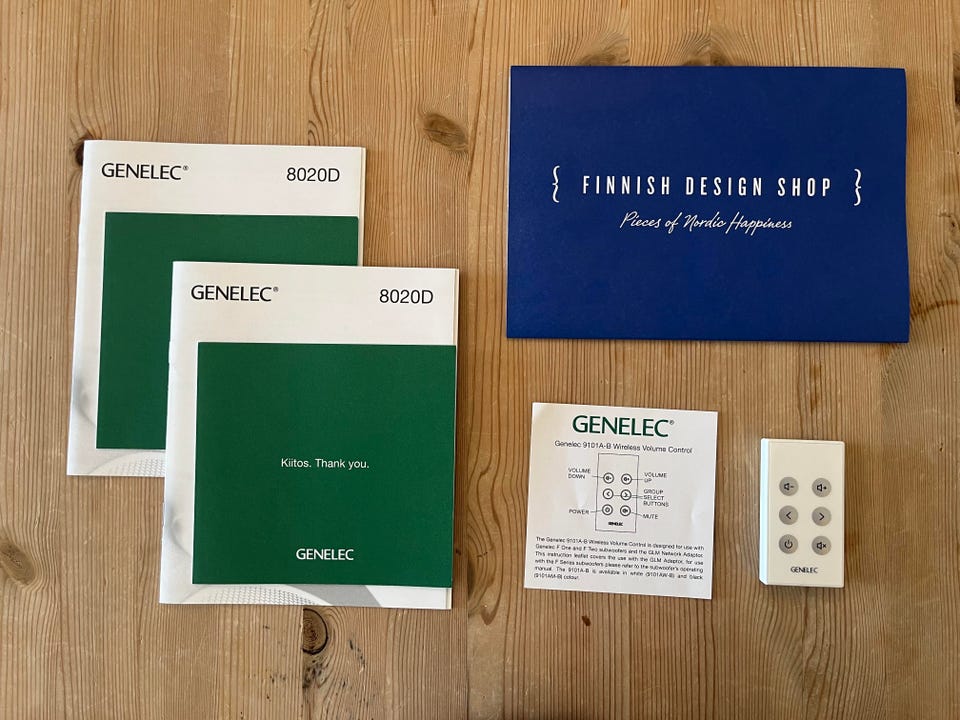 GENELEC®
8020D
GENELEC®
8020D
Kiitos. Thank you.
GENELEC
{ FINNISH DESIGN SHOP }
Pieces of Nordic Happiness
GENELEC®
Genelec 9101A-B Wireless Volume Control
VOLUME
DOWN
VOLUME
UP
GROUP
SELECT
BUTTONS
POWER
MUTE
GENELEC
The Genelec 9101A-B Wireless Volume Control is designed for use with
Genelec F One and F Two subwoofers and the GLM Network Adaptor.
This instruction leaflet covers the use with the GLM Adaptor, for use
with the F Series subwoofers please refer to the subwoofer's operating
manual. The 9101A-B is available in white (9101AW-B) and black
(9101AM-B) colour.
GENELEC